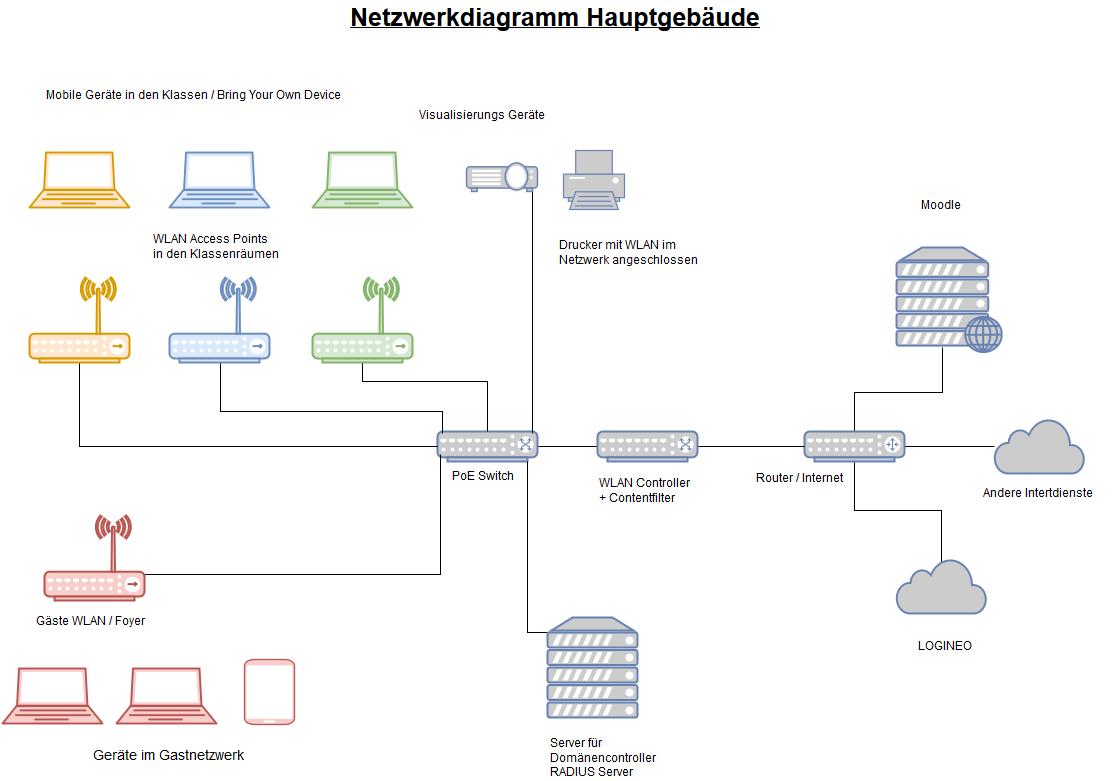 Netzwerkdiagramm Hauptgebäude
Mobile Geräte in den Klassen / Bring Your Own Device
Visualisierungs Geräte
Moodle
WLAN Access Points
in den Klassenräumen
Drucker mit WLAN im
Netzwerk angeschlossen
PoE Switch
WLAN Controller
+ Contentfilter
Router / Internet
Andere Intertdienste
Gäste WLAN / Foyer
LOGINEO
Geräte im Gastnetzwerk
Server für
Domänencontroller
RADIUS Server